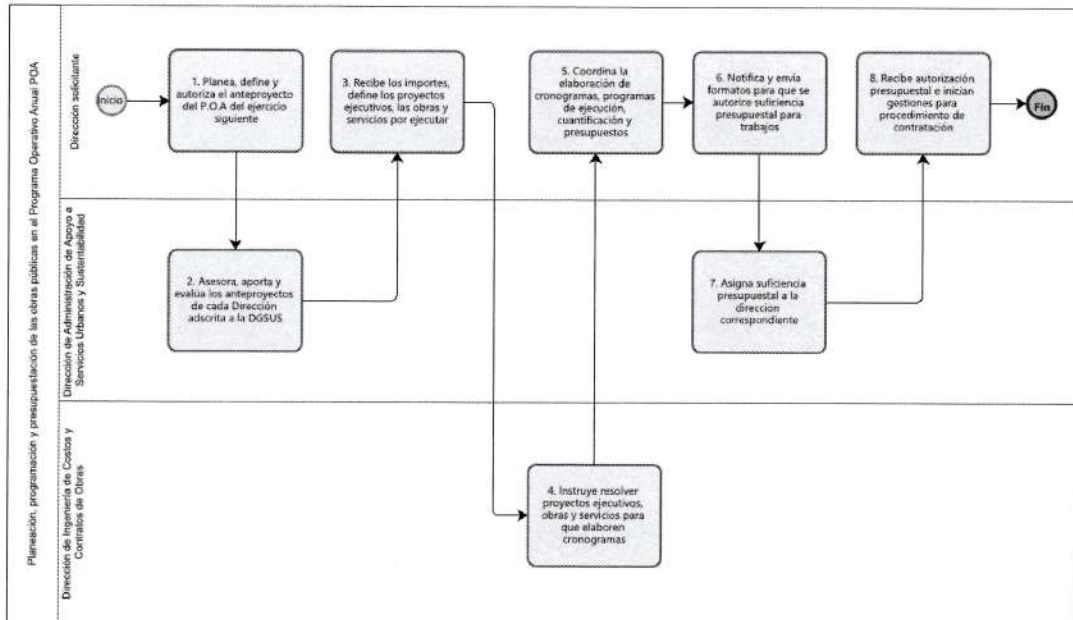 Planeación, programación y presupuestación de las obras públicas en el Programa Operativo Anual POA
Dirección solicitante
Inicio
1. Planea, define y
autoriza el anteproyecto
del P.O.A del ejercicio
siguiente
3. Recibe los importes,
define los proyectos
ejecutivos, las obras y
servicios por ejecutar
5. Coordina la
elaboración de
cronogramas, programas
de ejecución,
cuantificación y
presupuestos
6. Notifica y envía
formatos para que se
autorice suficiencia
presupuestal para
trabajos
8. Recibe autorización
presupuestal e inician
gestiones para
procedimiento de
contratación
Fin
Dirección de Administración de Apoyo a
Servicios Urbanos y Sustentabilidad
2. Asesora, aporta y
evalúa los anteproyectos
de cada Dirección
adscrita a la DGSUS
7. Asigna suficiencia
presupuestal a la
dirección
correspondiente
Dirección de Ingeniería de Costos y
Contratos de Obras
4. Instruye resolver
proyectos ejecutivos,
obras y servicios para
que elaboren
cronogramas